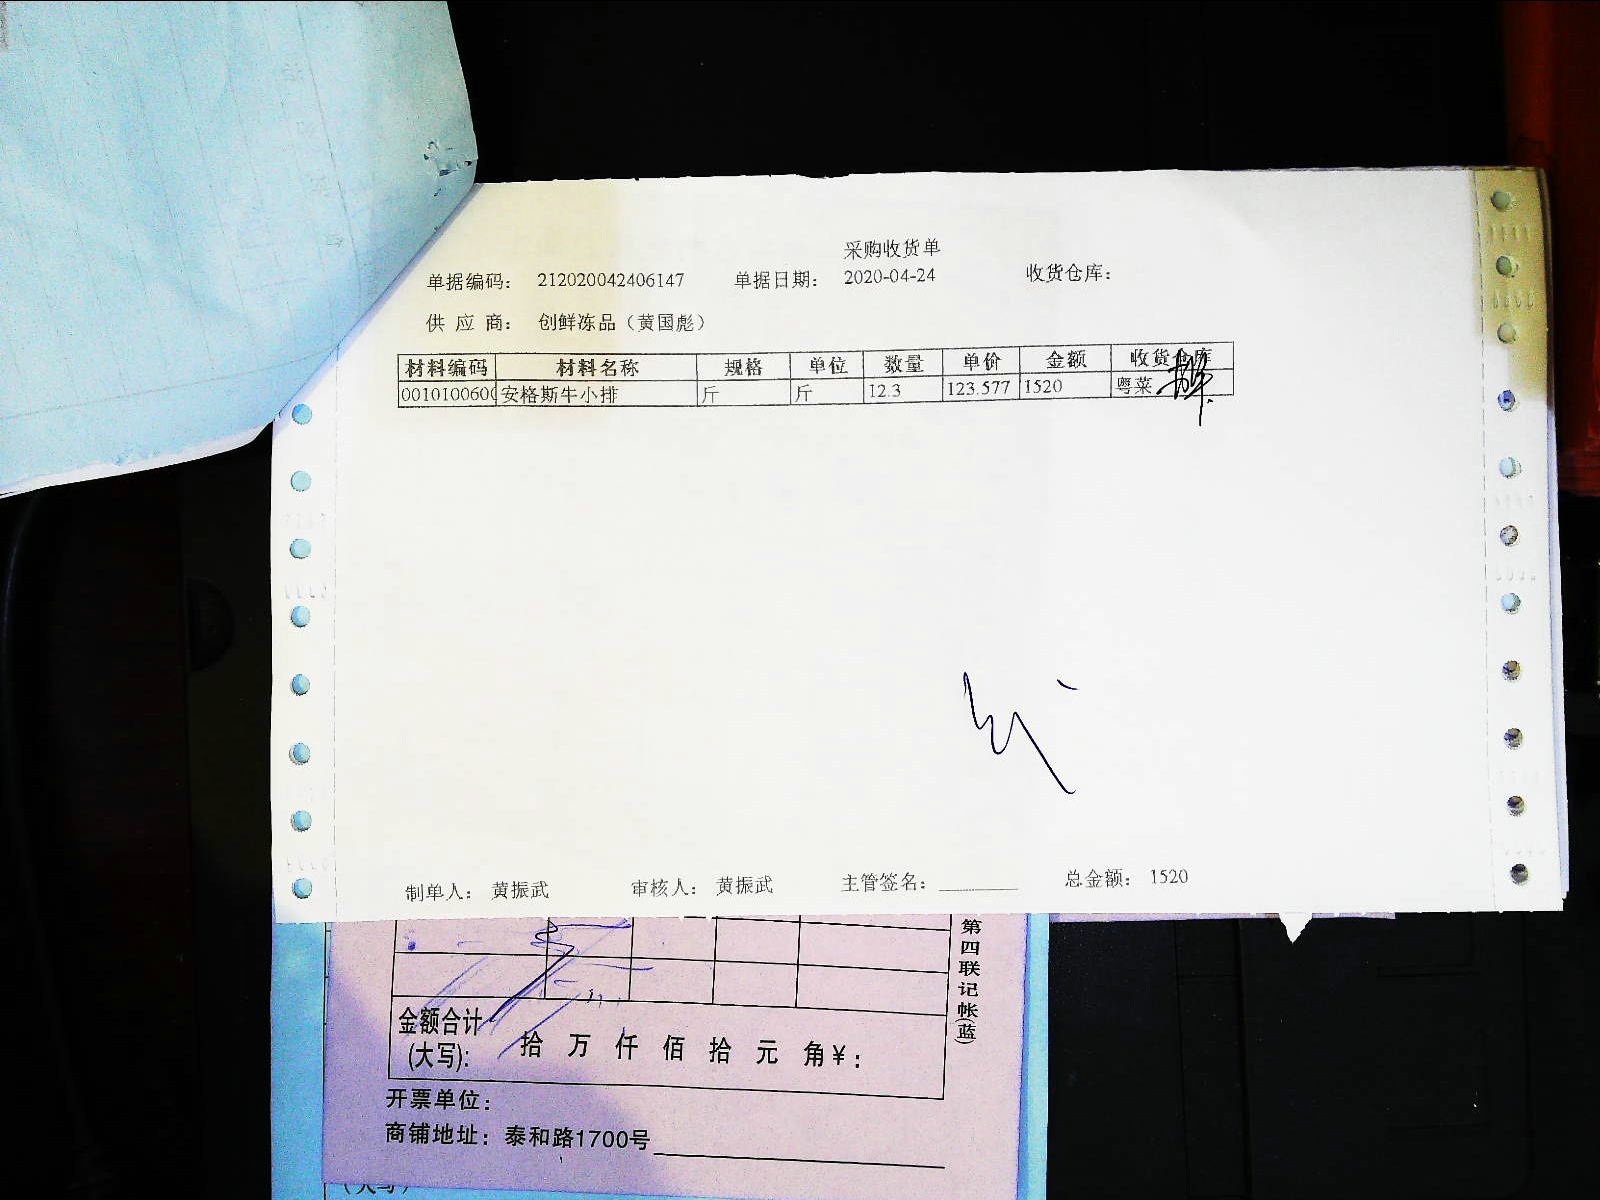 采购收货单
单据编码： 212020042406147 单据日期： 2020-04-24 收货仓库：
供 应 商： 创鲜冻品（黄国彪）
材料编码 材料名称 规格 单位 数量 单价 金额 收货仓库
0010100600 安格斯牛小排 斤 斤 12.3 123.577 1520 粤菜
制单人： 黄振武 审核人： 黄振武 主管签名： 总金额： 1520
第四联记帐(蓝)
金额合计
(大写)： 拾 万 仟 佰 拾 元 角 ¥：
开票单位：
商铺地址：泰和路1700号
(大写)